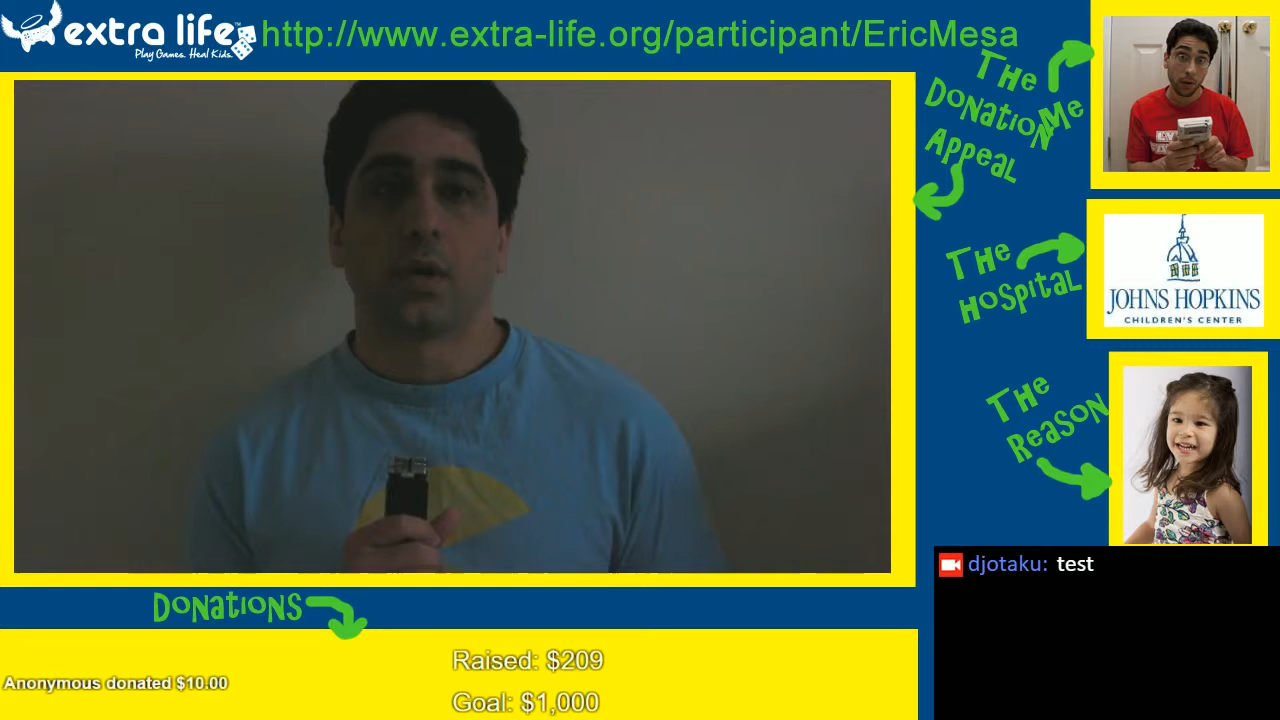 extra life
Play Games. Heal Kids.
http://www.extra-life.org/participant/EricMesa
The
Me
The
Donation
Appeal
The
Hospital
JOHNS HOPKINS
CHILDREN'S CENTER
The
Reason
djotaku: test
Donations
Raised: $209
Anonymous donated $10.00
Goal: $1,000